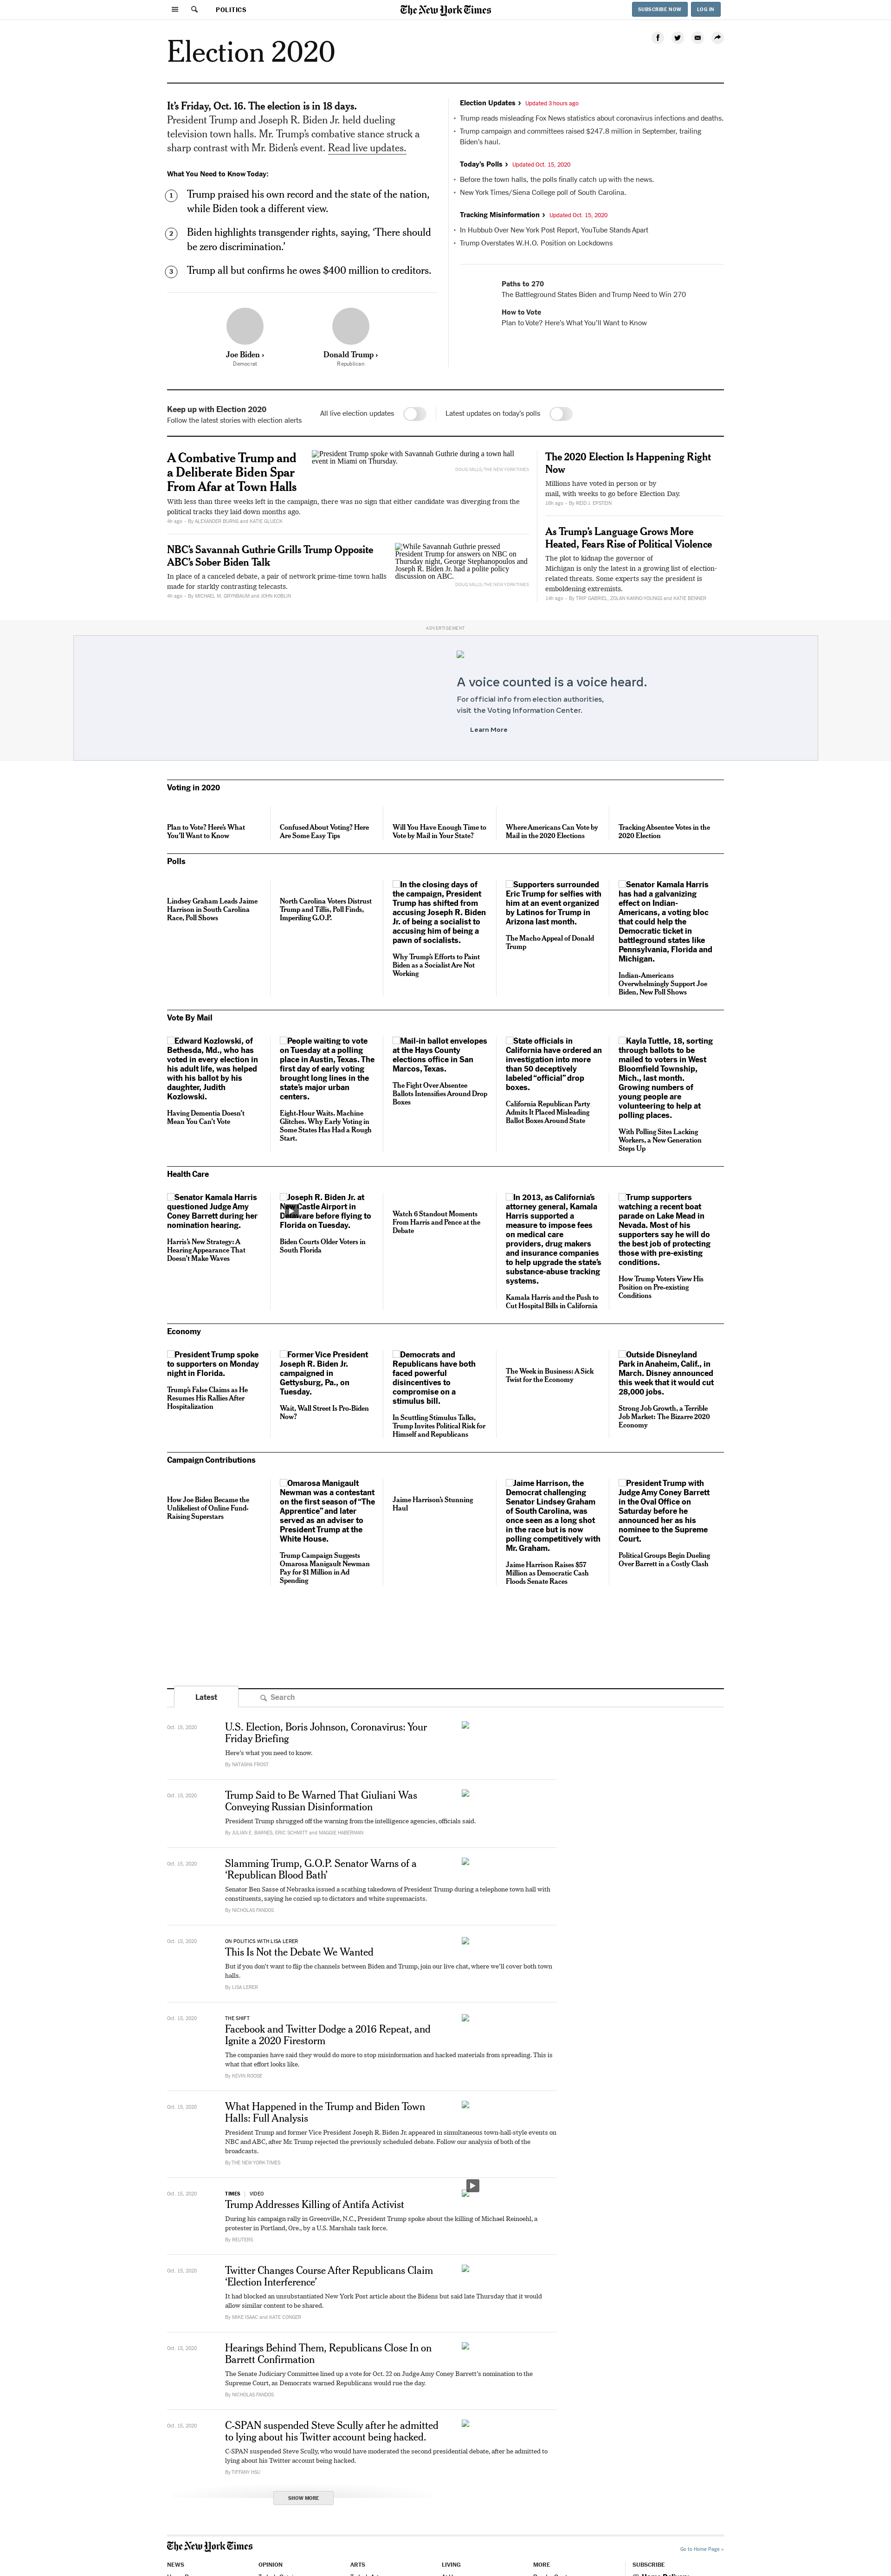 POLITICS
The New York Times
SUBSCRIBE NOW
LOG IN
Election 2020
It's Friday, Oct. 16. The election is in 18 days.
President Trump and Joseph R. Biden Jr. held dueling
television town halls. Mr. Trump's combative stance struck a
sharp contrast with Mr. Biden's event. Read live updates.
What You Need to Know Today:
1 Trump praised his own record and the state of the nation,
while Biden took a different view.
2 Biden highlights transgender rights, saying, 'There should
be zero discrimination.'
3 Trump all but confirms he owes $400 million to creditors.
Joe Biden ›
Democrat
Donald Trump ›
Republican
Election Updates › Updated 3 hours ago
• Trump reads misleading Fox News statistics about coronavirus infections and deaths.
• Trump campaign and committees raised $247.8 million in September, trailing
Biden's haul.
Today's Polls › Updated Oct. 15, 2020
• Before the town halls, the polls finally catch up with the news.
• New York Times/Siena College poll of South Carolina.
Tracking Misinformation › Updated Oct. 15, 2020
• In Hubbub Over New York Post Report, YouTube Stands Apart
• Trump Overstates W.H.O. Position on Lockdowns
Paths to 270
The Battleground States Biden and Trump Need to Win 270
How to Vote
Plan to Vote? Here's What You'll Want to Know
Keep up with Election 2020
Follow the latest stories with election alerts
All live election updates
Latest updates on today's polls
A Combative Trump and
a Deliberate Biden Spar
From Afar at Town Halls
President Trump spoke with Savannah Guthrie during a town hall
event in Miami on Thursday.
DOUG MILLS/THE NEW YORK TIMES
With less than three weeks left in the campaign, there was no sign that either candidate was diverging from the
political tracks they laid down months ago.
4h ago – By ALEXANDER BURNS and KATIE GLUECK
NBC's Savannah Guthrie Grills Trump Opposite
ABC's Sober Biden Talk
In place of a canceled debate, a pair of network prime-time town halls
made for starkly contrasting telecasts.
4h ago – By MICHAEL M. GRYNBAUM and JOHN KOBLIN
While Savannah Guthrie pressed
President Trump for answers on NBC on
Thursday night, George Stephanopoulos and
Joseph R. Biden Jr. had a polite policy
discussion on ABC.
DOUG MILLS/THE NEW YORK TIMES
The 2020 Election Is Happening Right
Now
Millions have voted in person or by
mail, with weeks to go before Election Day.
16h ago – By REID J. EPSTEIN
As Trump's Language Grows More
Heated, Fears Rise of Political Violence
The plot to kidnap the governor of
Michigan is only the latest in a growing list of election-
related threats. Some experts say the president is
emboldening extremists.
14h ago – By TRIP GABRIEL, ZOLAN KANNO-YOUNGS and KATIE BENNER
ADVERTISEMENT
A voice counted is a voice heard.
For official info from election authorities,
visit the Voting Information Center.
Learn More
Voting in 2020
Plan to Vote? Here's What
You'll Want to Know
Confused About Voting? Here
Are Some Easy Tips
Will You Have Enough Time to
Vote by Mail in Your State?
Where Americans Can Vote by
Mail in the 2020 Elections
Tracking Absentee Votes in the
2020 Election
Polls
Lindsey Graham Leads Jaime
Harrison in South Carolina
Race, Poll Shows
North Carolina Voters Distrust
Trump and Tillis, Poll Finds,
Imperiling G.O.P.
In the closing days of
the campaign, President
Trump has shifted from
accusing Joseph R. Biden
Jr. of being a socialist to
accusing him of being a
pawn of socialists.
Why Trump's Efforts to Paint
Biden as a Socialist Are Not
Working
Supporters surrounded
Eric Trump for selfies with
him at an event organized
by Latinos for Trump in
Arizona last month.
The Macho Appeal of Donald
Trump
Senator Kamala Harris
has had a galvanizing
effect on Indian-
Americans, a voting bloc
that could help the
Democratic ticket in
battleground states like
Pennsylvania, Florida and
Michigan.
Indian-Americans
Overwhelmingly Support Joe
Biden, New Poll Shows
Vote By Mail
Edward Kozlowski, of
Bethesda, Md., who has
voted in every election in
his adult life, was helped
with his ballot by his
daughter, Judith
Kozlowski.
Having Dementia Doesn't
Mean You Can't Vote
People waiting to vote
on Tuesday at a polling
place in Austin, Texas. The
first day of early voting
brought long lines in the
state's major urban
centers.
Eight-Hour Waits. Machine
Glitches. Why Early Voting in
Some States Has Had a Rough
Start.
Mail-in ballot envelopes
at the Hays County
elections office in San
Marcos, Texas.
The Fight Over Absentee
Ballots Intensifies Around Drop
Boxes
State officials in
California have ordered an
investigation into more
than 50 deceptively
labeled “official” drop
boxes.
California Republican Party
Admits It Placed Misleading
Ballot Boxes Around State
Kayla Tuttle, 18, sorting
through ballots to be
mailed to voters in West
Bloomfield Township,
Mich., last month.
Growing numbers of
young people are
volunteering to help at
polling places.
With Polling Sites Lacking
Workers, a New Generation
Steps Up
Health Care
Senator Kamala Harris
questioned Judge Amy
Coney Barrett during her
nomination hearing.
Harris's New Strategy: A
Hearing Appearance That
Doesn't Make Waves
Joseph R. Biden Jr. at
New Castle Airport in
Delaware before flying to
Florida on Tuesday.
Biden Courts Older Voters in
South Florida
Watch 6 Standout Moments
From Harris and Pence at the
Debate
In 2013, as California's
attorney general, Kamala
Harris supported a
measure to impose fees
on medical care
providers, drug makers
and insurance companies
to help upgrade the state's
substance-abuse tracking
systems.
Kamala Harris and the Push to
Cut Hospital Bills in California
Trump supporters
watching a recent boat
parade on Lake Mead in
Nevada. Most of his
supporters say he will do
the best job of protecting
those with pre-existing
conditions.
How Trump Voters View His
Position on Pre-existing
Conditions
Economy
President Trump spoke
to supporters on Monday
night in Florida.
Trump's False Claims as He
Resumes His Rallies After
Hospitalization
Former Vice President
Joseph R. Biden Jr.
campaigned in
Gettysburg, Pa., on
Tuesday.
Wait, Wall Street Is Pro-Biden
Now?
Democrats and
Republicans have both
faced powerful
disincentives to
compromise on a
stimulus bill.
In Scuttling Stimulus Talks,
Trump Invites Political Risk for
Himself and Republicans
The Week in Business: A Sick
Twist for the Economy
Outside Disneyland
Park in Anaheim, Calif., in
March. Disney announced
this week that it would cut
28,000 jobs.
Strong Job Growth, a Terrible
Job Market: The Bizarre 2020
Economy
Campaign Contributions
How Joe Biden Became the
Unlikeliest of Online Fund-
Raising Superstars
Omarosa Manigault
Newman was a contestant
on the first season of “The
Apprentice” and later
served as an adviser to
President Trump at the
White House.
Trump Campaign Suggests
Omarosa Manigault Newman
Pay for $1 Million in Ad
Spending
Jaime Harrison's Stunning
Haul
Jaime Harrison, the
Democrat challenging
Senator Lindsey Graham
of South Carolina, was
once seen as a long shot
in the race but is now
polling competitively with
Mr. Graham.
Jaime Harrison Raises $57
Million as Democratic Cash
Floods Senate Races
President Trump with
Judge Amy Coney Barrett
in the Oval Office on
Saturday before he
announced her as his
nominee to the Supreme
Court.
Political Groups Begin Dueling
Over Barrett in a Costly Clash
Latest
Search
Oct. 15, 2020
U.S. Election, Boris Johnson, Coronavirus: Your
Friday Briefing
Here's what you need to know.
By NATASHA FROST
Oct. 15, 2020
Trump Said to Be Warned That Giuliani Was
Conveying Russian Disinformation
President Trump shrugged off the warning from the intelligence agencies, officials said.
By JULIAN E. BARNES, ERIC SCHMITT and MAGGIE HABERMAN
Oct. 15, 2020
Slamming Trump, G.O.P. Senator Warns of a
'Republican Blood Bath'
Senator Ben Sasse of Nebraska issued a scathing takedown of President Trump during a telephone town hall with
constituents, saying he cozied up to dictators and white supremacists.
By NICHOLAS FANDOS
Oct. 15, 2020
ON POLITICS WITH LISA LERER
This Is Not the Debate We Wanted
But if you don't want to flip the channels between Biden and Trump, join our live chat, where we'll cover both town
halls.
By LISA LERER
Oct. 15, 2020
THE SHIFT
Facebook and Twitter Dodge a 2016 Repeat, and
Ignite a 2020 Firestorm
The companies have said they would do more to stop misinformation and hacked materials from spreading. This is
what that effort looks like.
By KEVIN ROOSE
Oct. 15, 2020
What Happened in the Trump and Biden Town
Halls: Full Analysis
President Trump and former Vice President Joseph R. Biden Jr. appeared in simultaneous town-hall-style events on
NBC and ABC, after Mr. Trump rejected the previously scheduled debate. Follow our analysis of both of the
broadcasts.
By THE NEW YORK TIMES
Oct. 15, 2020
TIMES | VIDEO
Trump Addresses Killing of Antifa Activist
During his campaign rally in Greenville, N.C., President Trump spoke about the killing of Michael Reinoehl, a
protester in Portland, Ore., by a U.S. Marshals task force.
By REUTERS
Oct. 15, 2020
Twitter Changes Course After Republicans Claim
'Election Interference'
It had blocked an unsubstantiated New York Post article about the Bidens but said late Thursday that it would
allow similar content to be shared.
By MIKE ISAAC and KATE CONGER
Oct. 15, 2020
Hearings Behind Them, Republicans Close In on
Barrett Confirmation
The Senate Judiciary Committee lined up a vote for Oct. 22 on Judge Amy Coney Barrett's nomination to the
Supreme Court, as Democrats warned Republicans would rue the day.
By NICHOLAS FANDOS
Oct. 15, 2020
C-SPAN suspended Steve Scully after he admitted
to lying about his Twitter account being hacked.
C-SPAN suspended Steve Scully, who would have moderated the second presidential debate, after he admitted to
lying about his Twitter account being hacked.
By TIFFANY HSU
SHOW MORE
The New York Times
Go to Home Page »
NEWS
OPINION
ARTS
LIVING
MORE
SUBSCRIBE